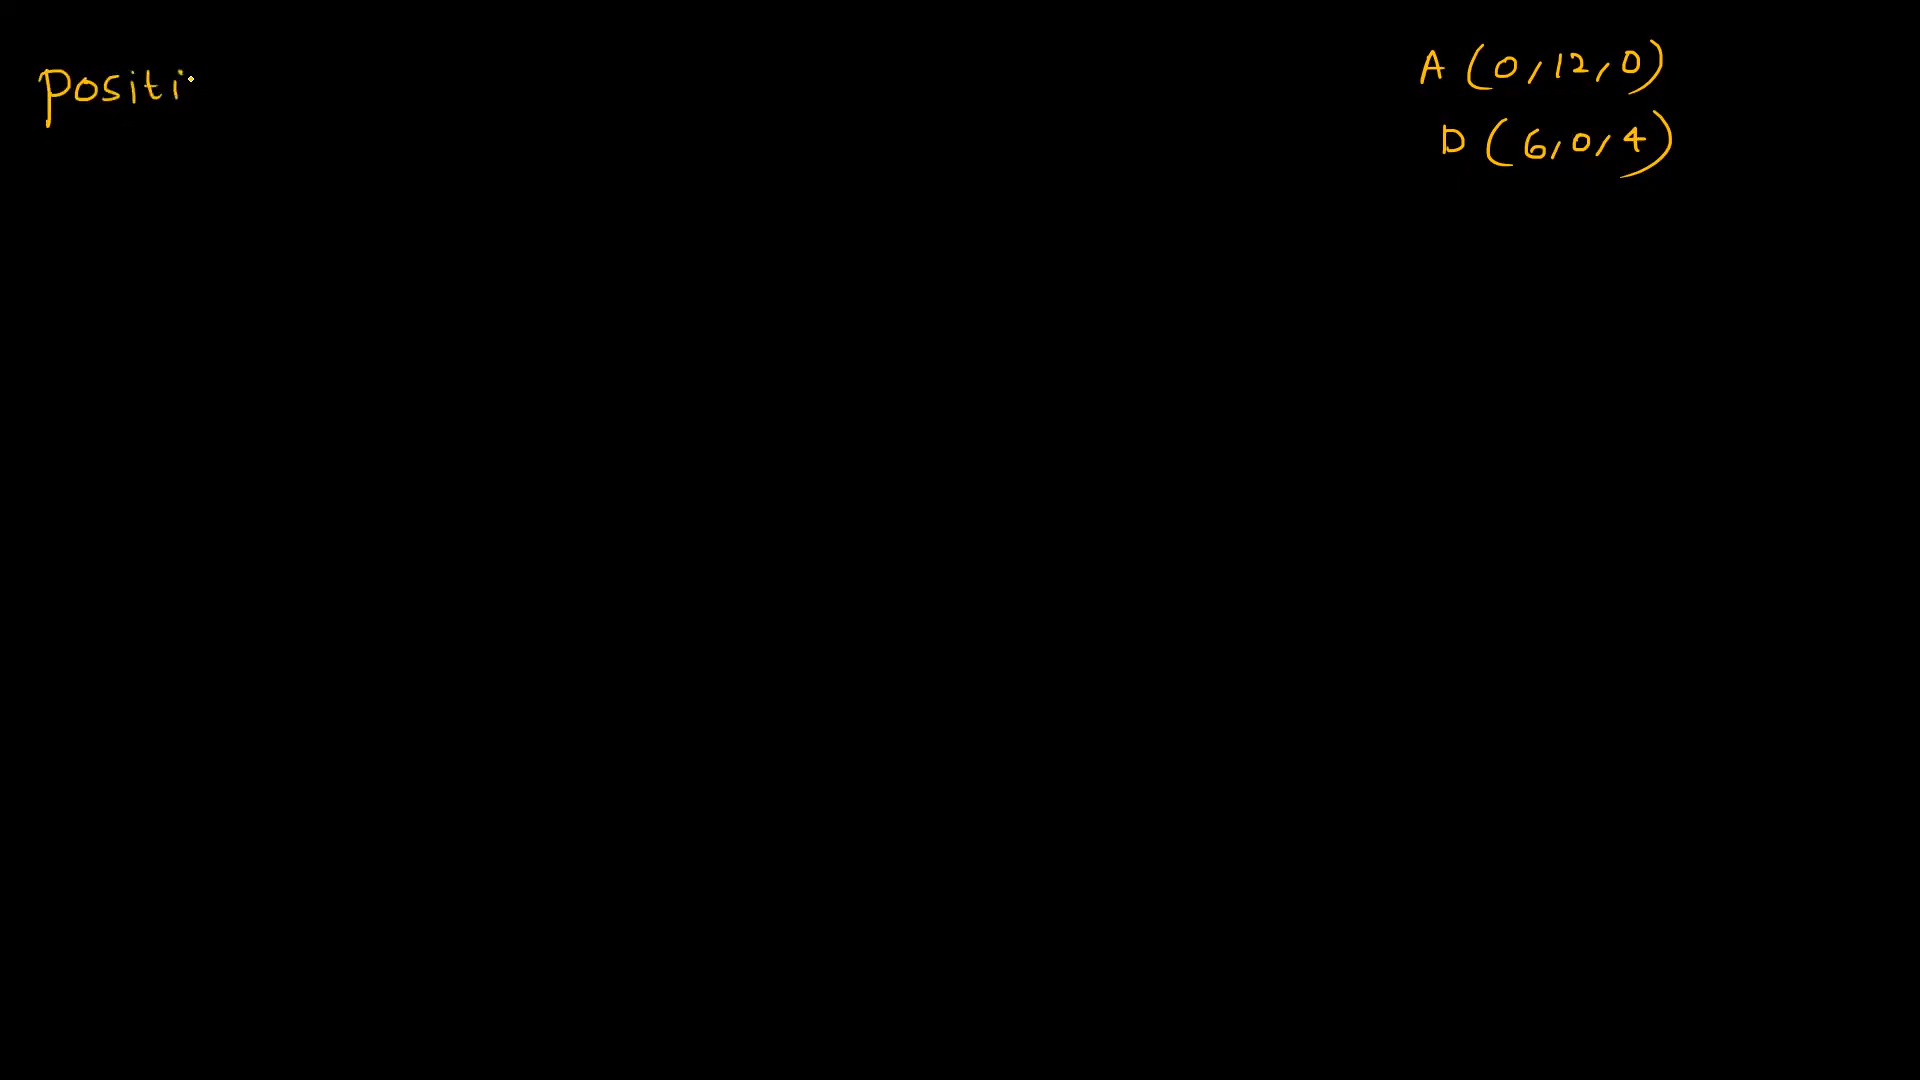 Positi
A (0, 12, 0)
D (6, 0, 4)